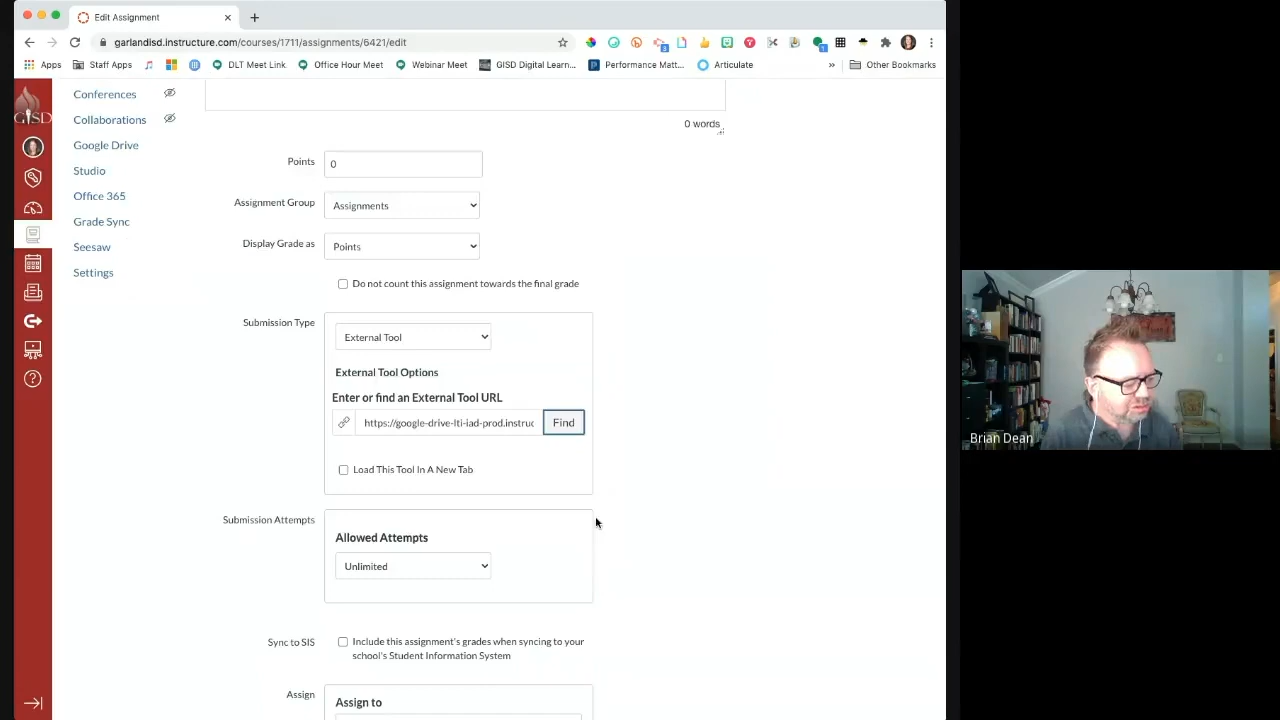 Edit Assignment
garlandisd.instructure.com/courses/1711/assignments/6421/edit
Apps
Staff Apps
DLT Meet Link
Office Hour Meet
Webinar Meet
GISD Digital Learn...
Performance Matt...
Articulate
»
Other Bookmarks
GISD
Conferences
Collaborations
Google Drive
Studio
Office 365
Grade Sync
Seesaw
Settings
0 words
Points
0
Assignment Group
Assignments
Display Grade as
Points
Do not count this assignment towards the final grade
Submission Type
External Tool
External Tool Options
Enter or find an External Tool URL
https://google-drive-lti-iad-prod.instruc
Find
Load This Tool In A New Tab
Submission Attempts
Allowed Attempts
Unlimited
Sync to SIS
Include this assignment's grades when syncing to your
school's Student Information System
Assign
Assign to
Brian Dean